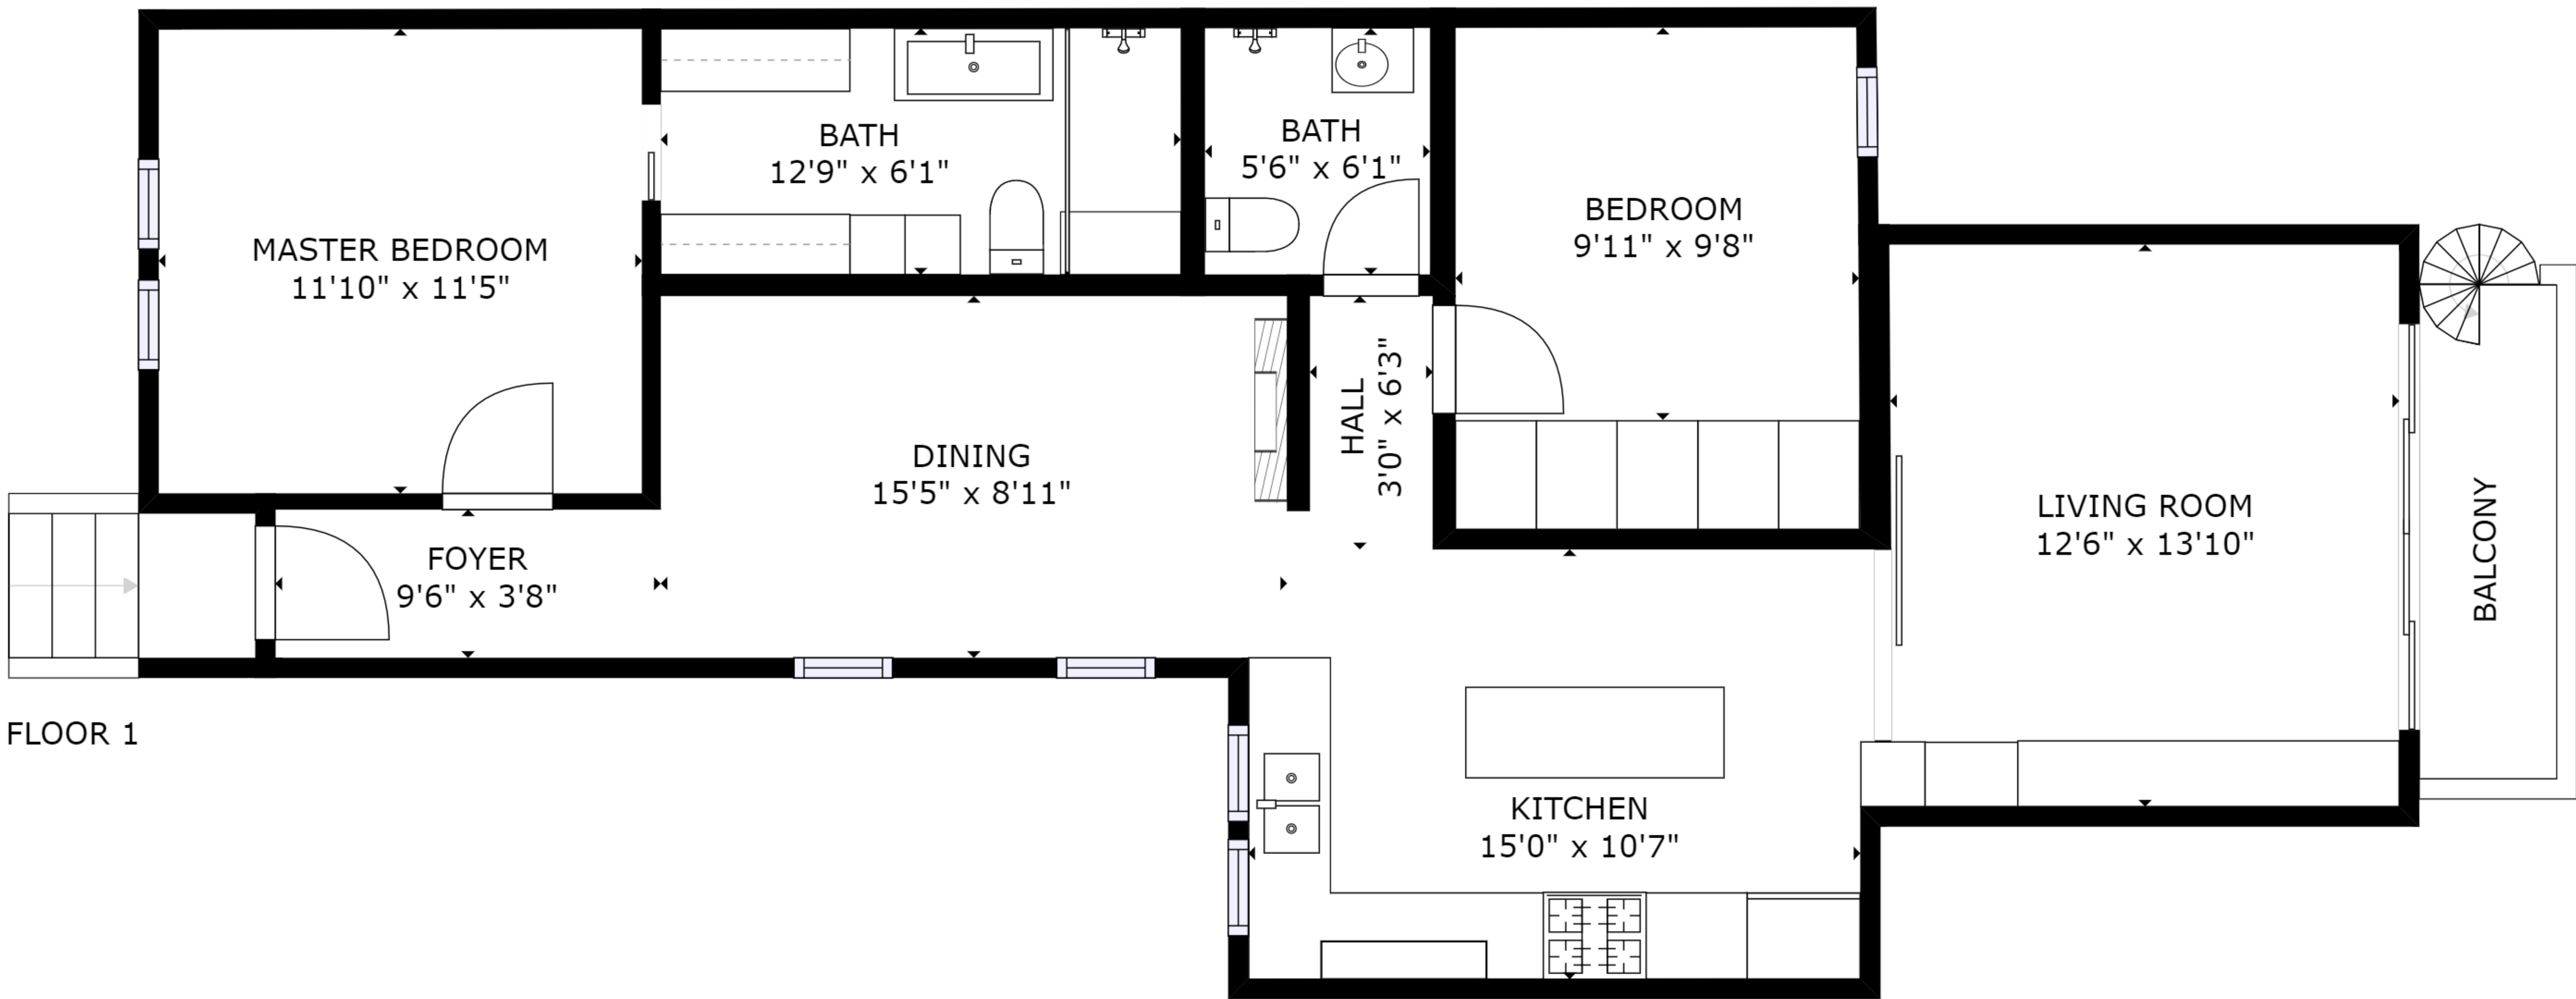 BATH
12'9" x 6'1"
BATH
5'6" x 6'1"
MASTER BEDROOM
11'10" x 11'5"
BEDROOM
9'11" x 9'8"
DINING
15'5" x 8'11"
HALL
3'0" x 6'3"
LIVING ROOM
12'6" x 13'10"
BALCONY
FOYER
9'6" x 3'8"
FLOOR 1
KITCHEN
15'0" x 10'7"